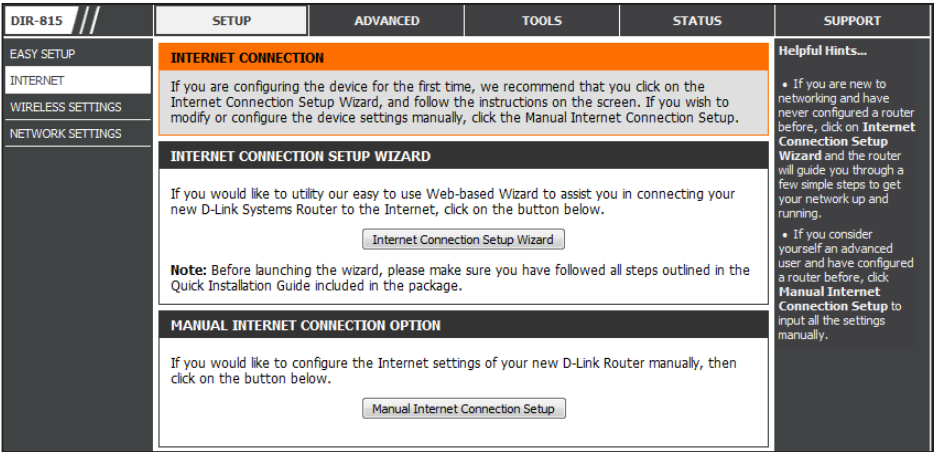 DIR-815
SETUP
ADVANCED
TOOLS
STATUS
SUPPORT
EASY SETUP
INTERNET
WIRELESS SETTINGS
NETWORK SETTINGS
INTERNET CONNECTION
If you are configuring the device for the first time, we recommend that you click on the
Internet Connection Setup Wizard, and follow the instructions on the screen. If you wish to
modify or configure the device settings manually, click the Manual Internet Connection Setup.
INTERNET CONNECTION SETUP WIZARD
If you would like to utility our easy to use Web-based Wizard to assist you in connecting your
new D-Link Systems Router to the Internet, click on the button below.
Internet Connection Setup Wizard
Note: Before launching the wizard, please make sure you have followed all steps outlined in the
Quick Installation Guide included in the package.
MANUAL INTERNET CONNECTION OPTION
If you would like to configure the Internet settings of your new D-Link Router manually, then
click on the button below.
Manual Internet Connection Setup
Helpful Hints...
• If you are new to
networking and have
never configured a router
before, click on Internet
Connection Setup
Wizard and the router
will guide you through a
few simple steps to get
your network up and
running.
• If you consider
yourself an advanced
user and have configured
a router before, click
Manual Internet
Connection Setup to
input all the settings
manually.